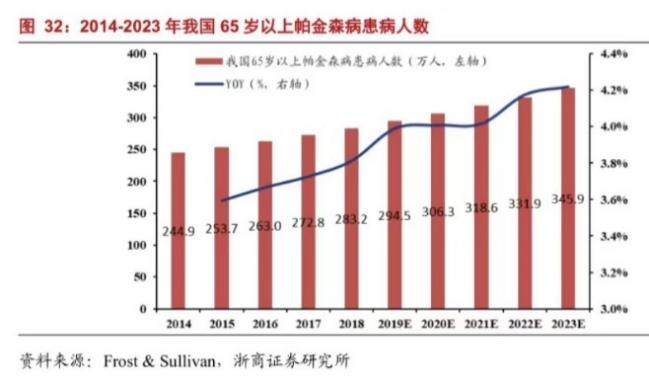 图 32：2014-2023 年我国 65 岁以上帕金森病患病人数
我国65岁以上帕金森病患病人数（万人，左轴）
YOY（%，右轴）
400
350
300
250
200
150
100
50
0
4.4%
4.2%
4.0%
3.8%
3.6%
3.4%
3.2%
3.0%
244.9 253.7 263.0 272.8 283.2 294.5 306.3 318.6 331.9 345.9
2014 2015 2016 2017 2018 2019E 2020E 2021E 2022E 2023E
资料来源：Frost & Sullivan，浙商证券研究所